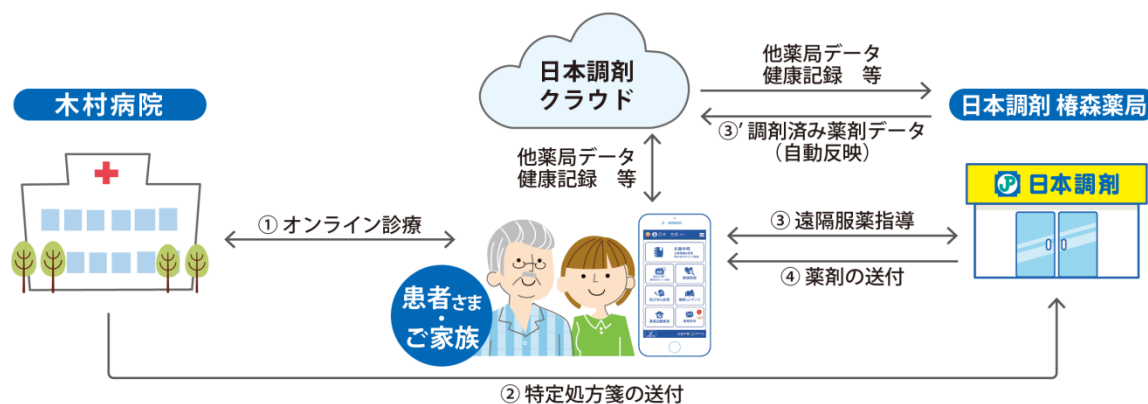 日本調剤
クラウド
他薬局データ
健康記録　等
木村病院
日本調剤 椿森薬局
③’ 調剤済み薬剤データ
（自動反映）
他薬局データ
健康記録　等
JP 日本調剤
① オンライン診療
③ 遠隔服薬指導
④ 薬剤の送付
患者さま
・
ご家族
② 特定処方箋の送付